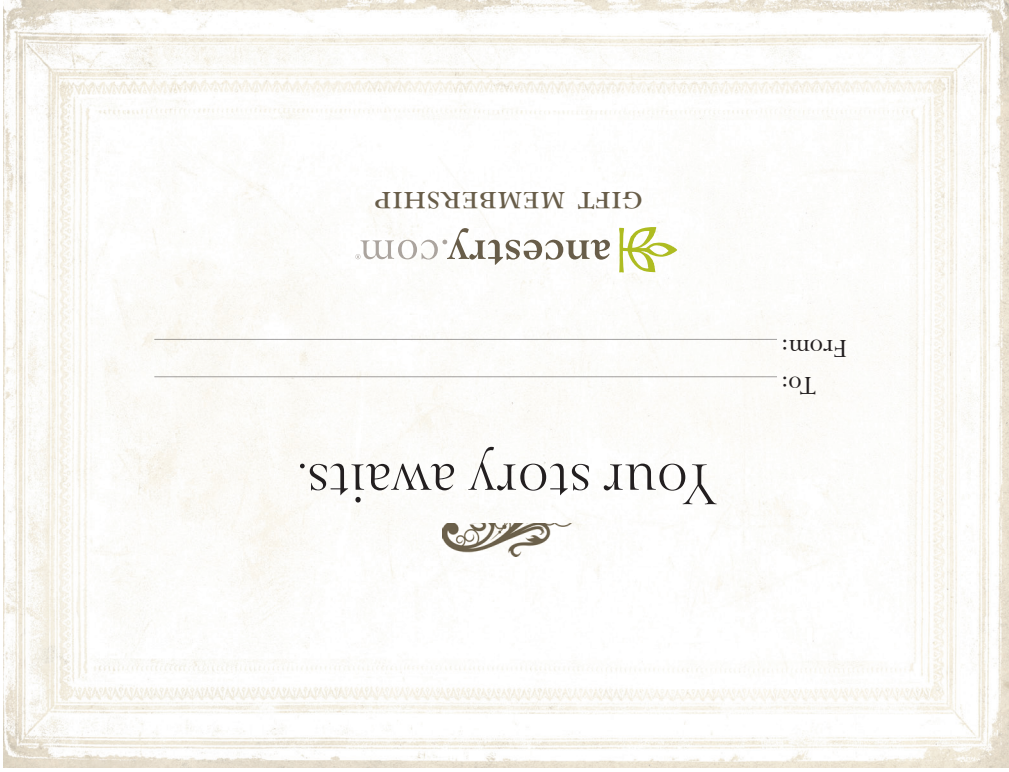 Your story awaits.
To:
From:
ancestry.com®
GIFT MEMBERSHIP